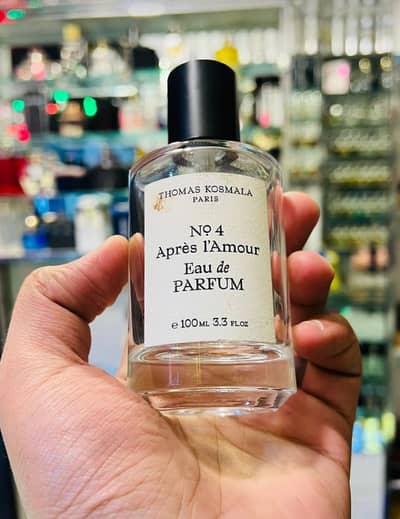 THOMAS KOSMALA
PARIS
Nº 4
Après l'Amour
Eau de
PARFUM
e 100ML 3.3 FL OZ